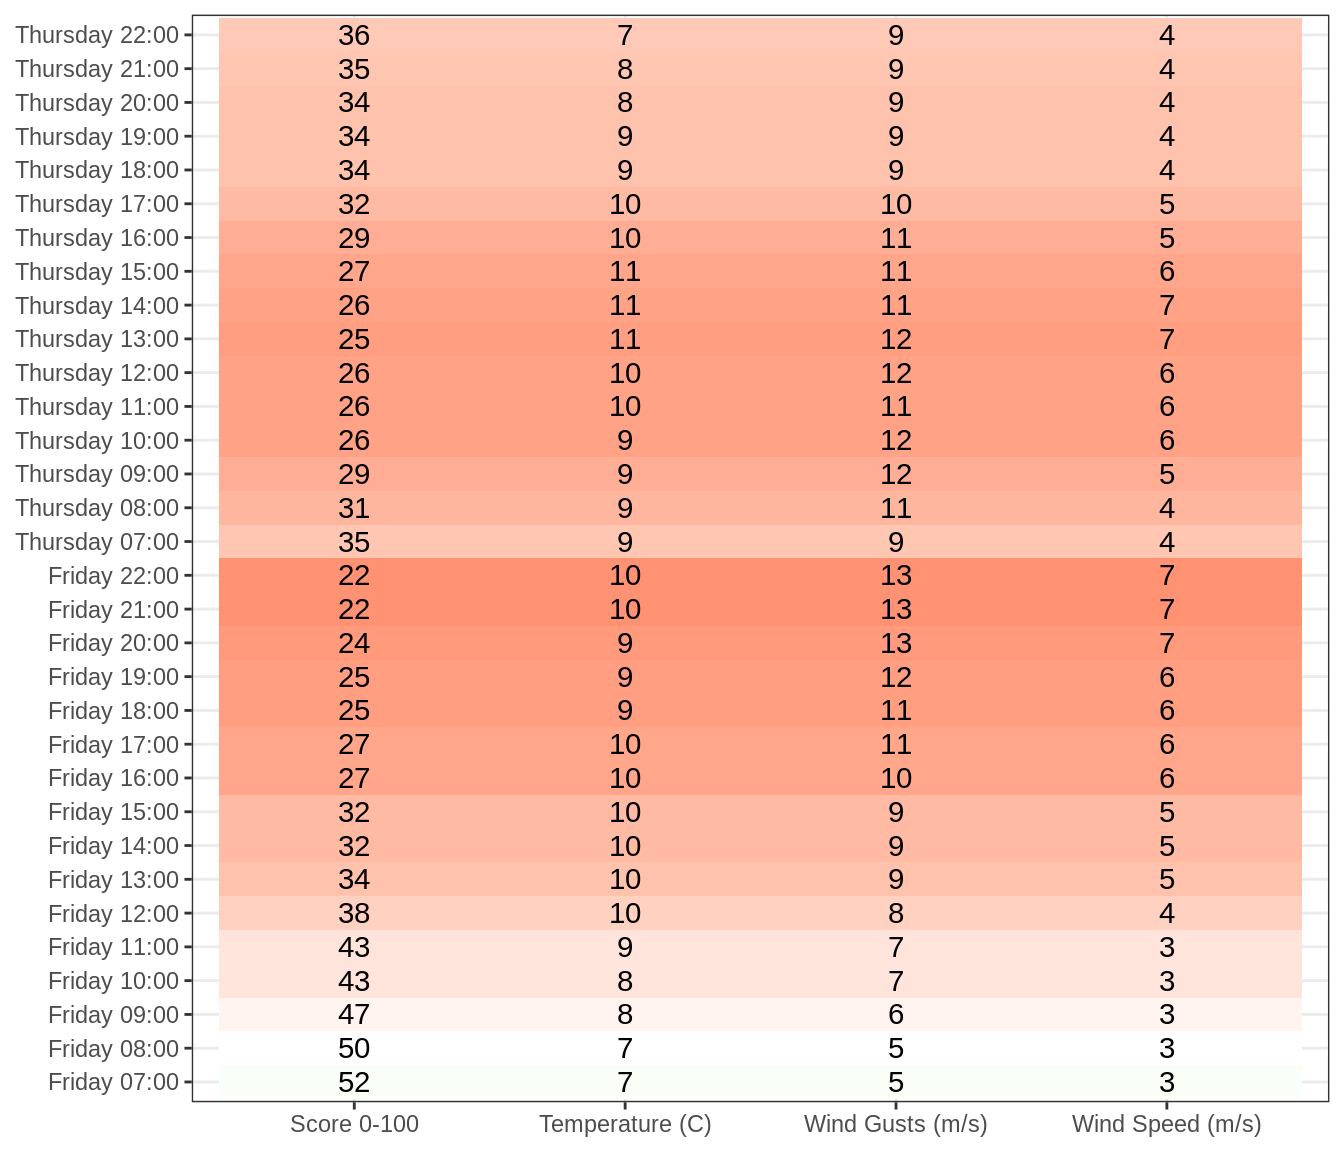 Thursday 22:00 36 7 9 4
Thursday 21:00 35 8 9 4
Thursday 20:00 34 8 9 4
Thursday 19:00 34 9 9 4
Thursday 18:00 34 9 9 4
Thursday 17:00 32 10 10 5
Thursday 16:00 29 10 11 5
Thursday 15:00 27 11 11 6
Thursday 14:00 26 11 11 7
Thursday 13:00 25 11 12 7
Thursday 12:00 26 10 12 6
Thursday 11:00 26 10 11 6
Thursday 10:00 26 9 12 6
Thursday 09:00 29 9 12 5
Thursday 08:00 31 9 11 4
Thursday 07:00 35 9 9 4
Friday 22:00 22 10 13 7
Friday 21:00 22 10 13 7
Friday 20:00 24 9 13 7
Friday 19:00 25 9 12 6
Friday 18:00 25 9 11 6
Friday 17:00 27 10 11 6
Friday 16:00 27 10 10 6
Friday 15:00 32 10 9 5
Friday 14:00 32 10 9 5
Friday 13:00 34 10 9 5
Friday 12:00 38 10 8 4
Friday 11:00 43 9 7 3
Friday 10:00 43 8 7 3
Friday 09:00 47 8 6 3
Friday 08:00 50 7 5 3
Friday 07:00 52 7 5 3
Score 0-100 Temperature (C) Wind Gusts (m/s) Wind Speed (m/s)